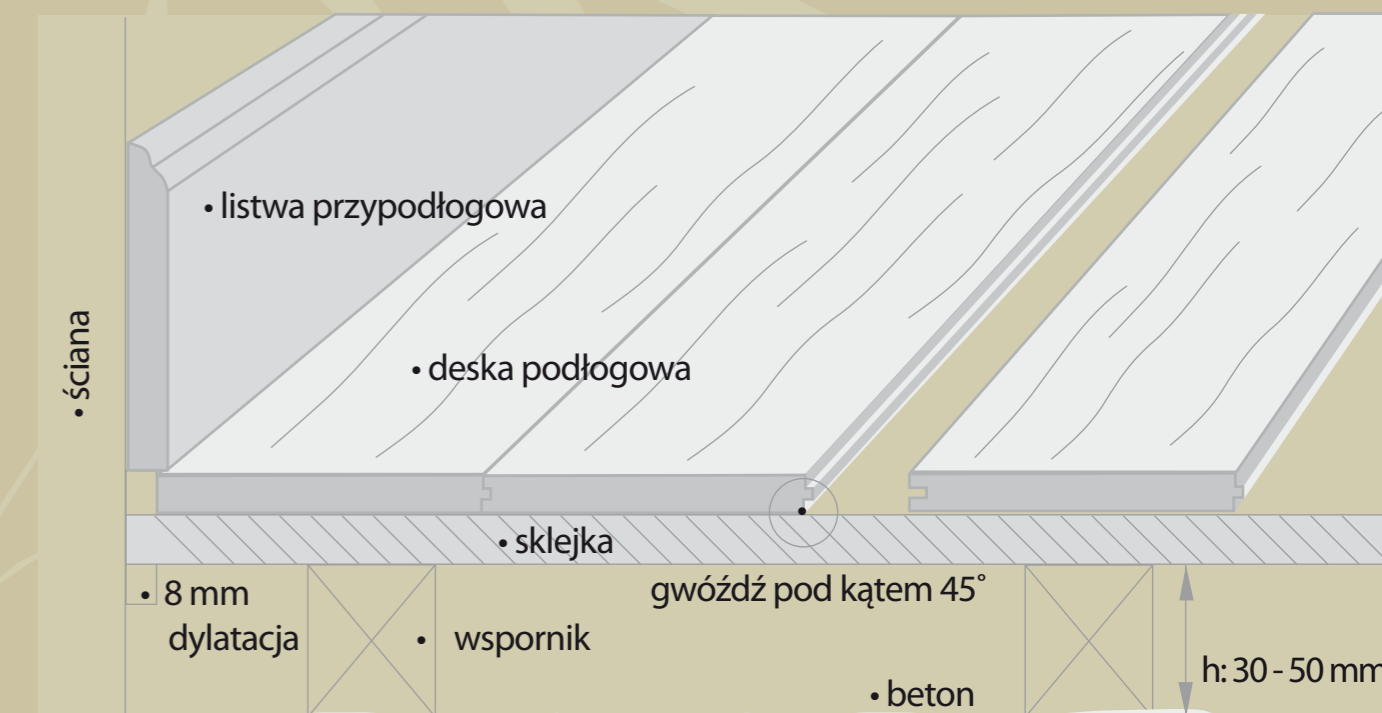 • listwa przypodłogowa
• ściana
• deska podłogowa
• sklejka
• 8 mm
dylatacja
gwóźdź pod kątem 45°
• wspornik
h: 30 - 50 mm
• beton